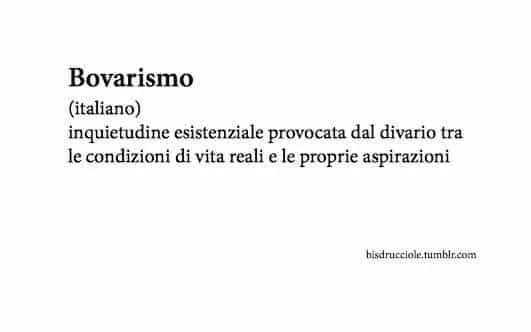 Bovarismo
(italiano)
inquietudine esistenziale provocata dal divario tra
le condizioni di vita reali e le proprie aspirazioni
bisdrucciole.tumblr.com